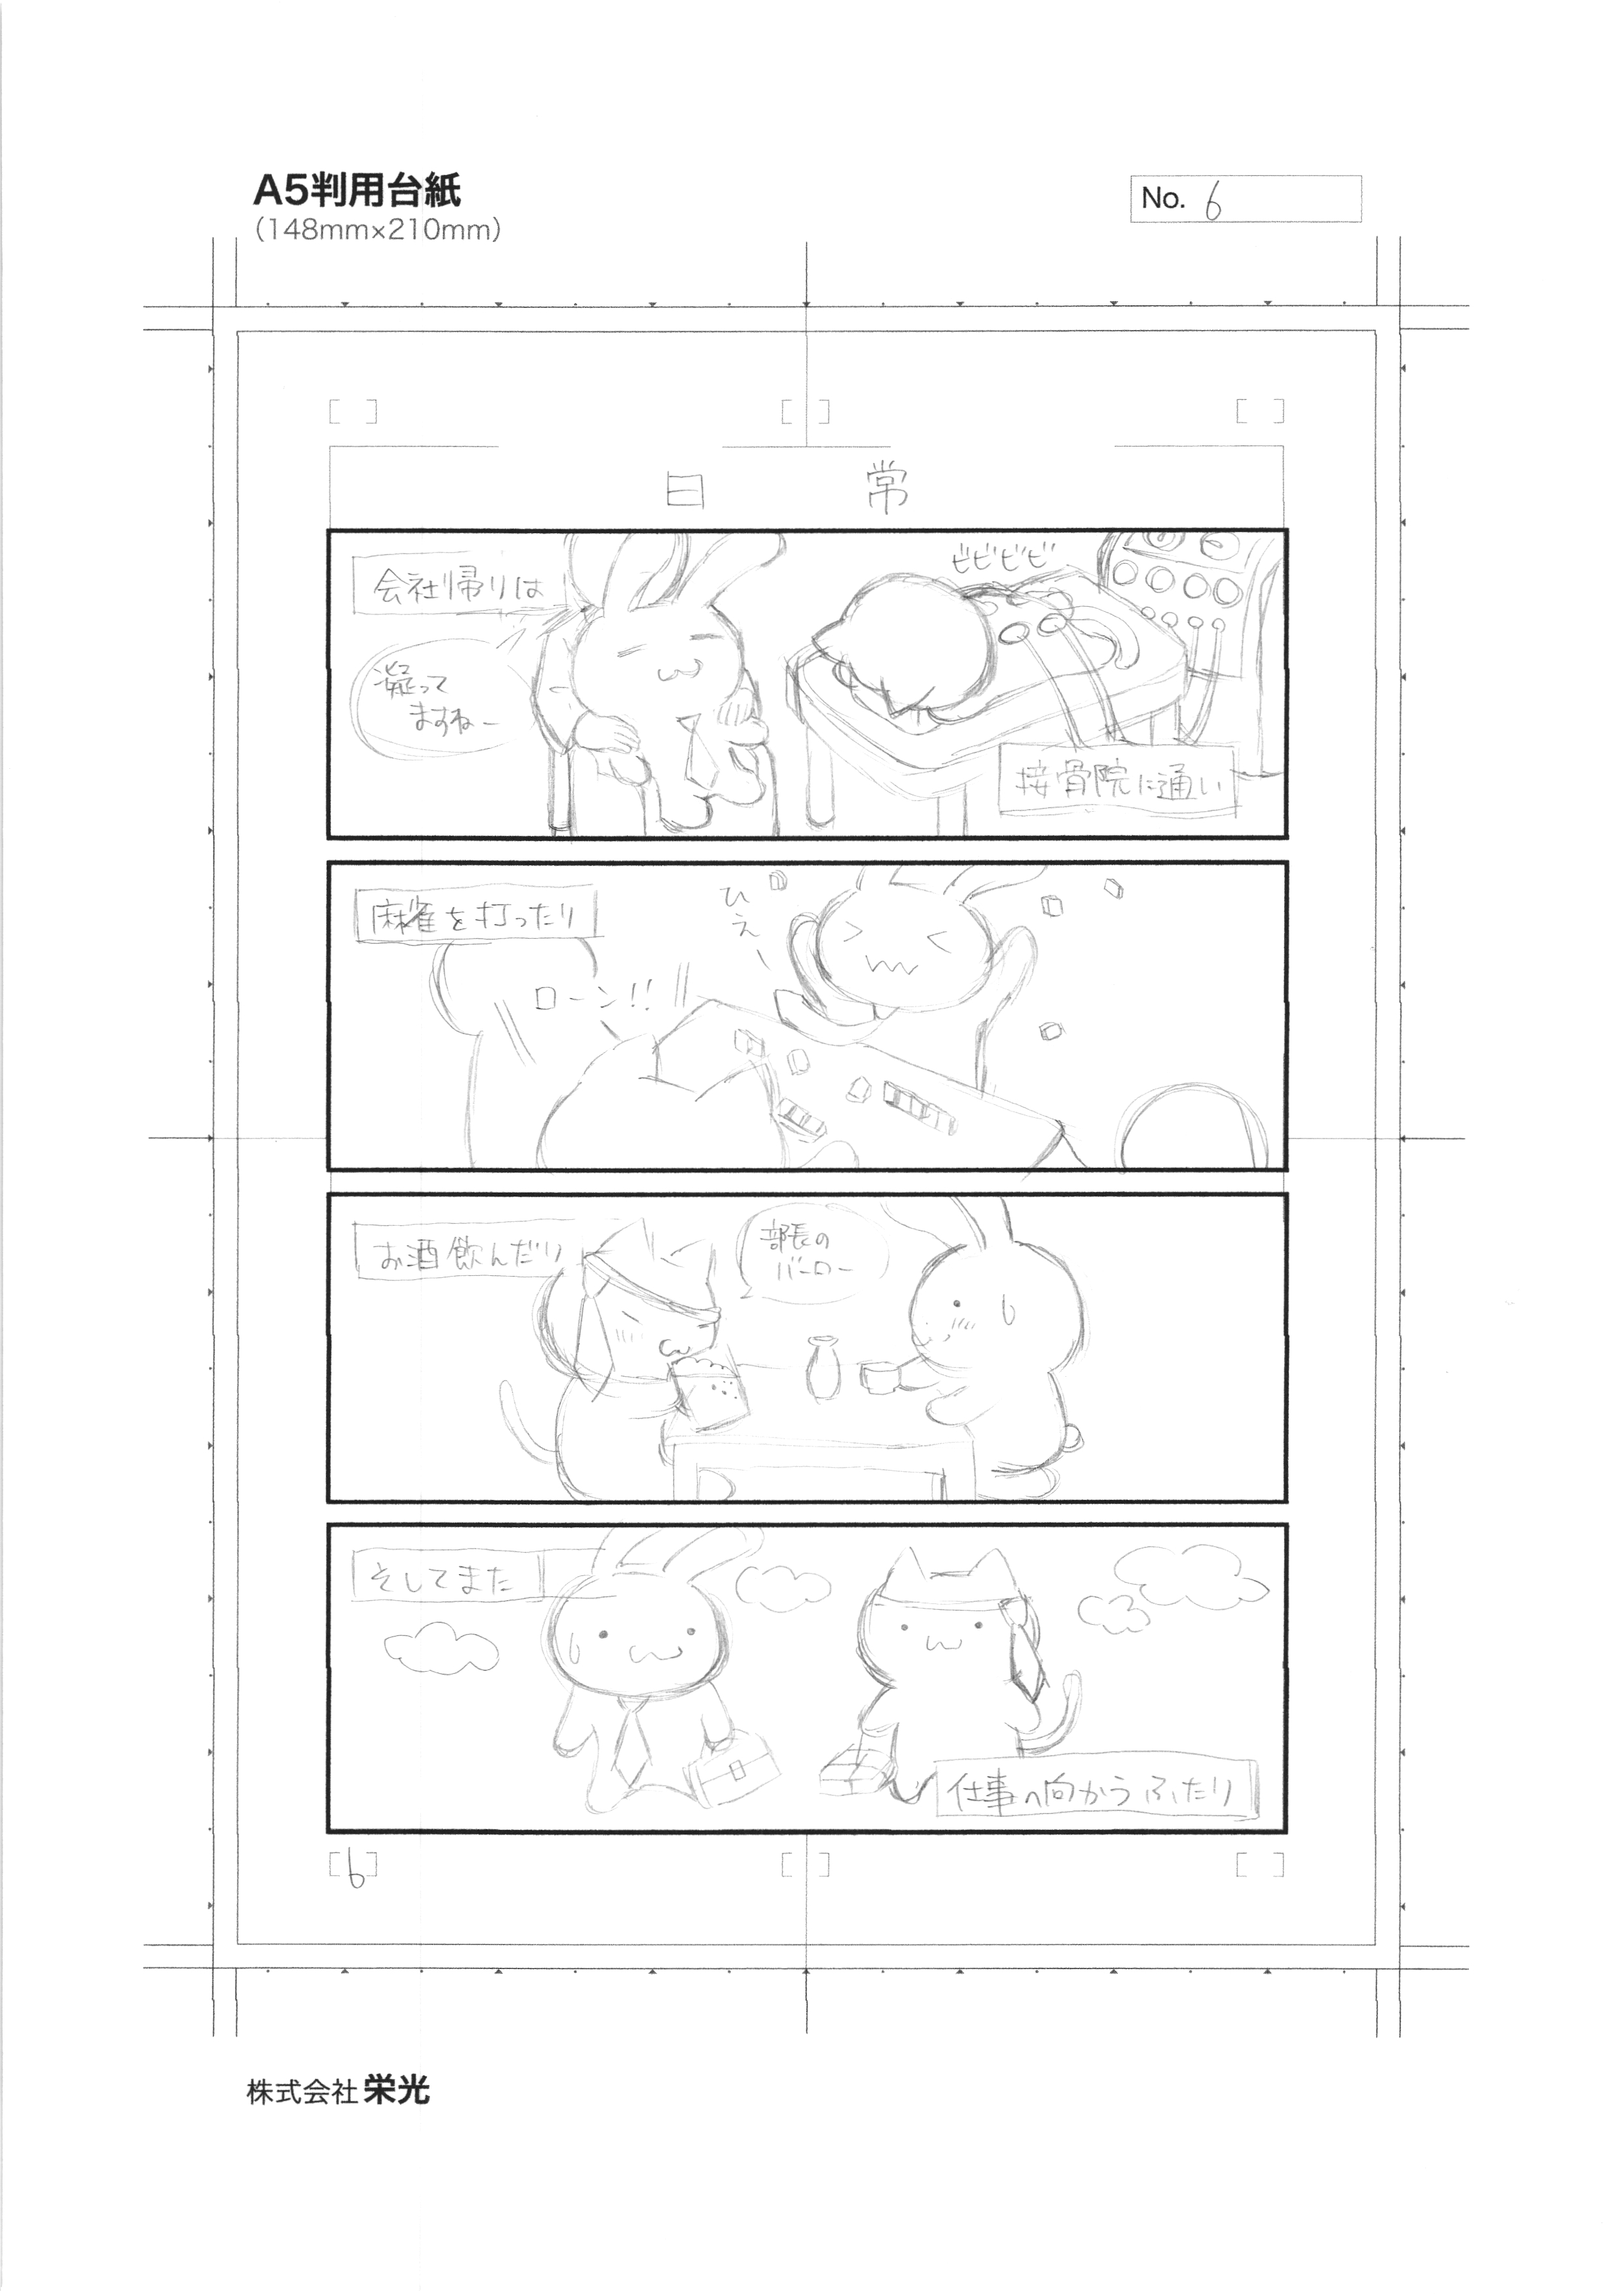 A5判用台紙
(148mm×210mm)
No. 6
日常
会社帰りは
凝って
ますねー
ビビビビ
接骨院に通い
麻雀を打ったり
ひえー
ローン!!
お酒飲んだり
部長の
バーロー
そしてまた
仕事へ向かうふたり
6
株式会社 栄光